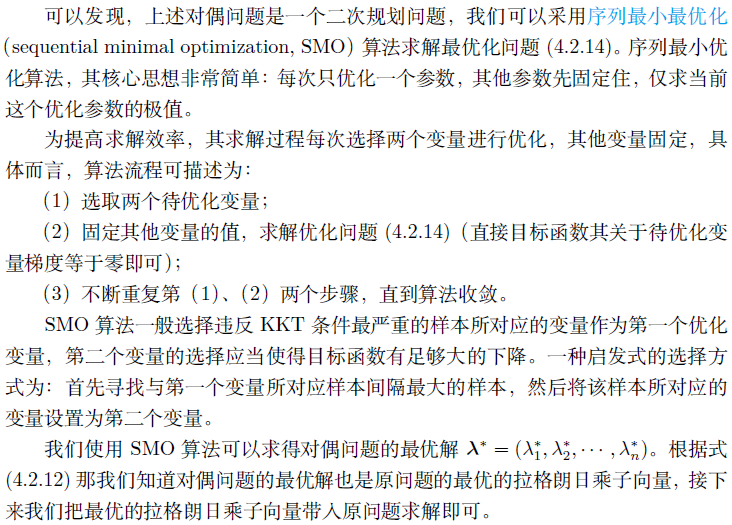 可以发现，上述对偶问题是一个二次规划问题，我们可以采用序列最小最优化
(sequential minimal optimization, SMO) 算法求解最优化问题 (4.2.14)。序列最小优
化算法，其核心思想非常简单：每次只优化一个参数，其他参数先固定住，仅求当前
这个优化参数的极值。
为提高求解效率，其求解过程每次选择两个变量进行优化，其他变量固定，具
体而言，算法流程可描述为：
（1）选取两个待优化变量；
（2）固定其他变量的值，求解优化问题 (4.2.14)（直接目标函数其关于待优化变
量梯度等于零即可）；
（3）不断重复第（1）、（2）两个步骤，直到算法收敛。
SMO 算法一般选择违反 KKT 条件最严重的样本所对应的变量作为第一个优化
变量，第二个变量的选择应当使得目标函数有足够大的下降。一种启发式的选择方
式为：首先寻找与第一个变量所对应样本间隔最大的样本，然后将该样本所对应的
变量设置为第二个变量。
我们使用 SMO 算法可以求得对偶问题的最优解 λ* = (λ₁*, λ₂*, ⋯ , λₙ*)。根据式
(4.2.12) 那我们知道对偶问题的最优解也是原问题的最优的拉格朗日乘子向量，接下
来我们把最优的拉格朗日乘子向量带入原问题求解即可。